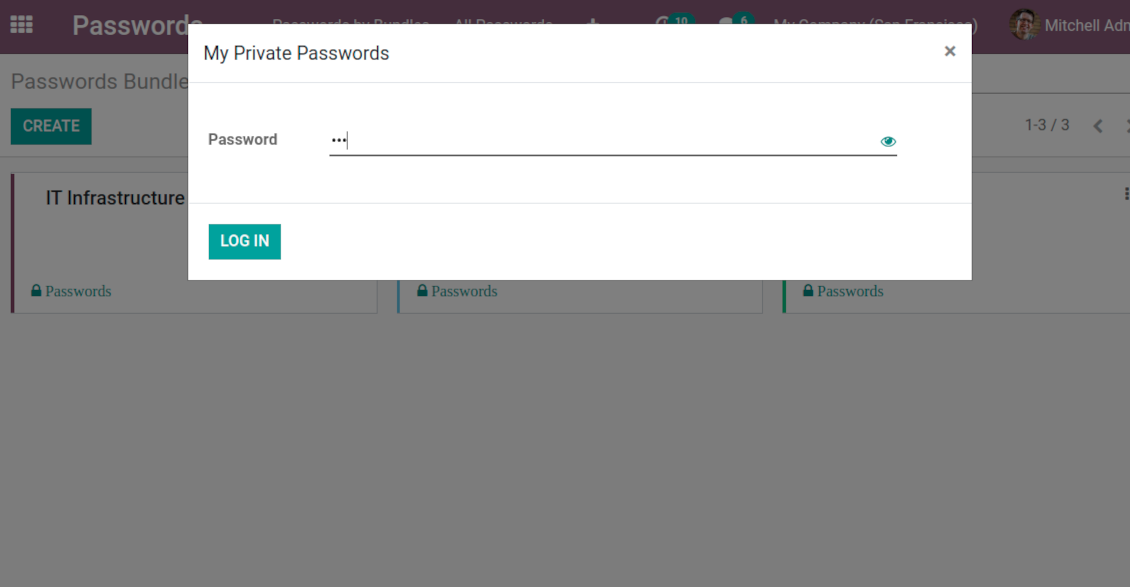 Passwords
Passwords by Bundles All Passwords + 10 6 My Company (San Francisco) Mitchell Adm
My Private Passwords ×
Passwords Bundle
CREATE
1-3 / 3
Password •••
IT Infrastructure
LOG IN
Passwords
Passwords
Passwords